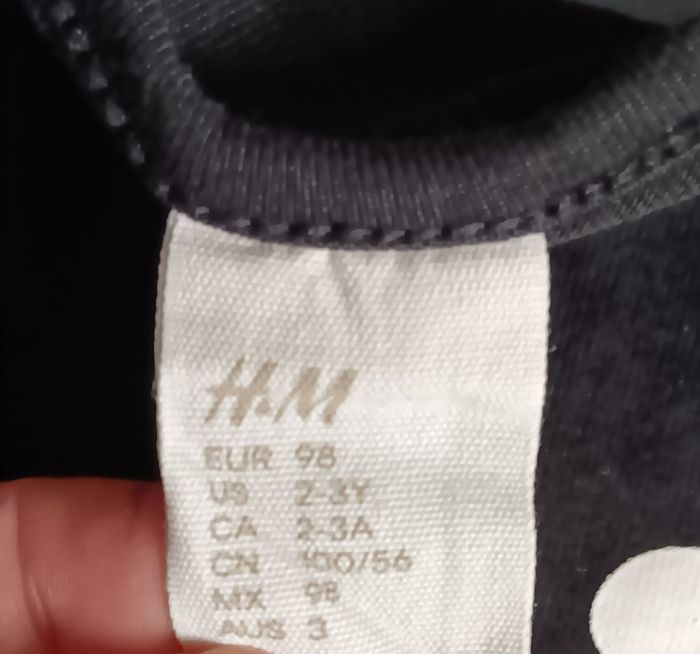 H&M
EUR 98
US 2-3Y
CA 2-3A
CN 100/56
MX 98
AUS 3